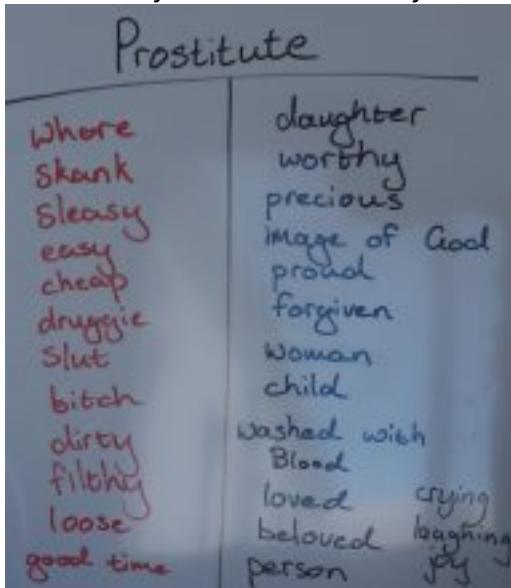 Prostitute
whore
skank
sleasy
easy
cheap
druggie
slut
bitch
dirty
filthy
loose
good time
daughter
worthy
precious
image of God
proud
forgiven
woman
child
washed with
Blood
loved
beloved
person
crying
laughing
joy